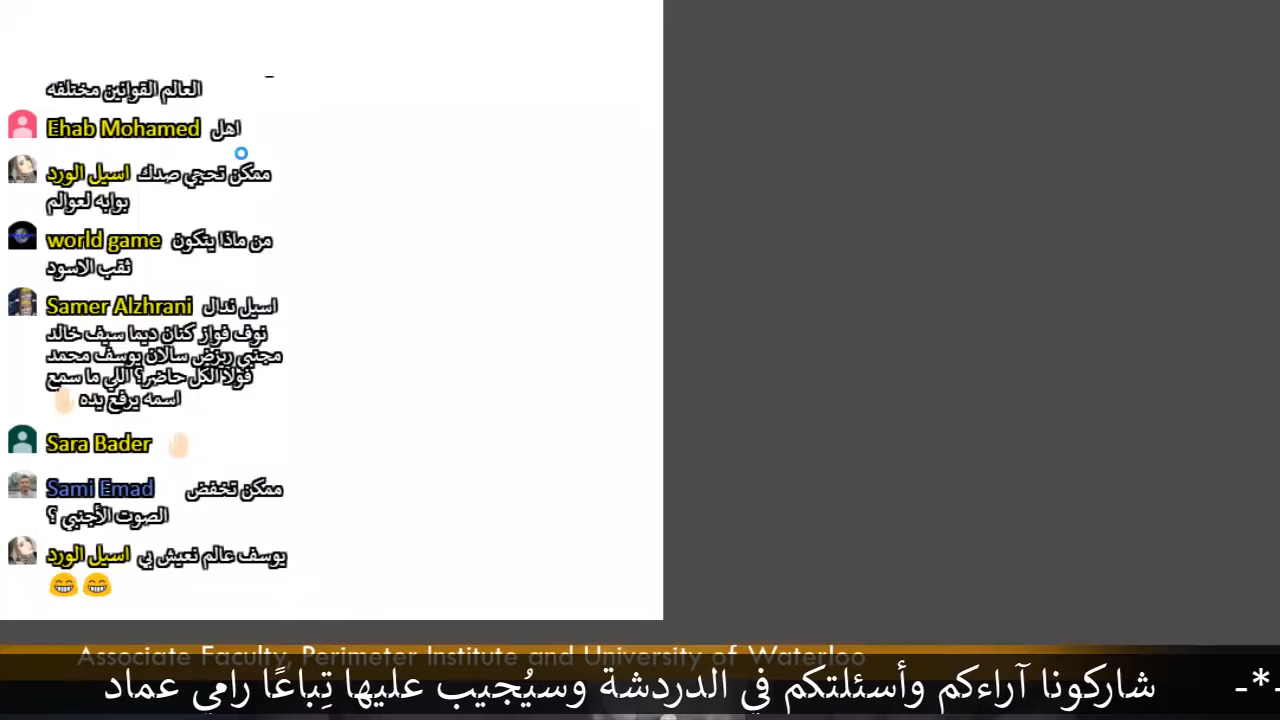 العالم القوانين مختلفه
Ehab Mohamed اهل
اسيل الورد ممكن تحجي صدك
بوابه لعوالم
world game من ماذا يتكون
ثقب الاسود
Samer Alzhrani اسيل ندال
نوف فواز كنان ديما سيف خالد
مجتبي ريزض سالان يوسف محمد
فؤلا الكل حاضر؟ اللي ما سمع
اسمه يرفع يده ✋🏻
Sara Bader 🤚🏻
Sami Emad ممكن تخفض
الصوت الأجنبي ؟
اسيل الورد يوسف عالم نعيش بي
😁😁
Associate Faculty, Perimeter Institute and University of Waterloo
شاركونا آراءكم وأسئلتكم في الدردشة وسيُجيب عليها تِباعًا رامي عماد -*-